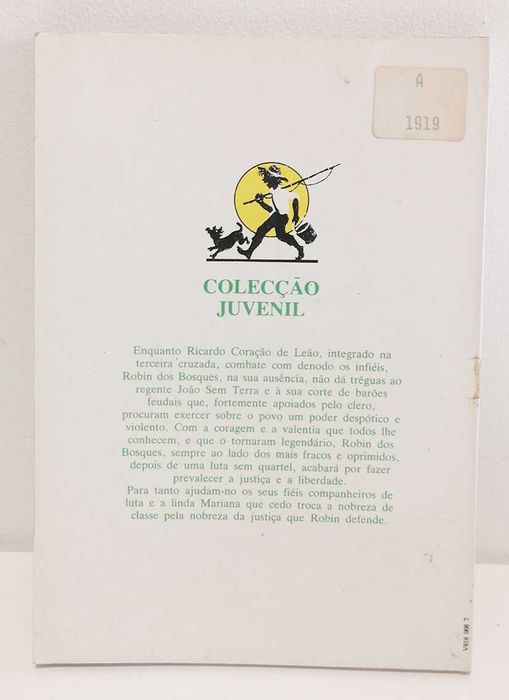 A
1919
COLECÇÃO
JUVENIL
Enquanto Ricardo Coração de Leão, integrado na
terceira cruzada, combate com denodo os infiéis,
Robin dos Bosques, na sua ausência, não dá tréguas ao
regente João Sem Terra e à sua corte de barões
feudais que, fortemente apoiados pelo clero,
procuram exercer sobre o povo um poder despótico e
violento. Com a coragem e a valentia que todos lhe
conhecem, e que o tornaram legendário, Robin dos
Bosques, sempre ao lado dos mais fracos e oprimidos,
depois de uma luta sem quartel, acabará por fazer
prevalecer a justiça e a liberdade.
Para tanto ajudam-no os seus fiéis companheiros de
luta e a linda Mariana que cedo troca a nobreza de
classe pela nobreza da justiça que Robin defende.
V818 008 7